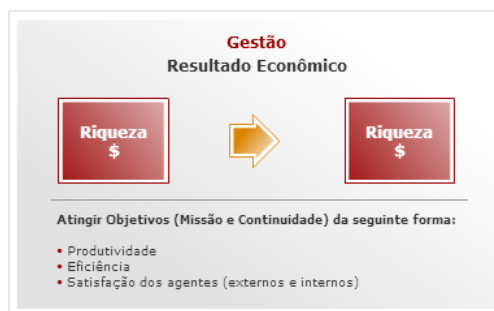 Gestão
Resultado Econômico
Riqueza
$
Riqueza
$
Atingir Objetivos (Missão e Continuidade) da seguinte forma:
• Produtividade
• Eficiência
• Satisfação dos agentes (externos e internos)